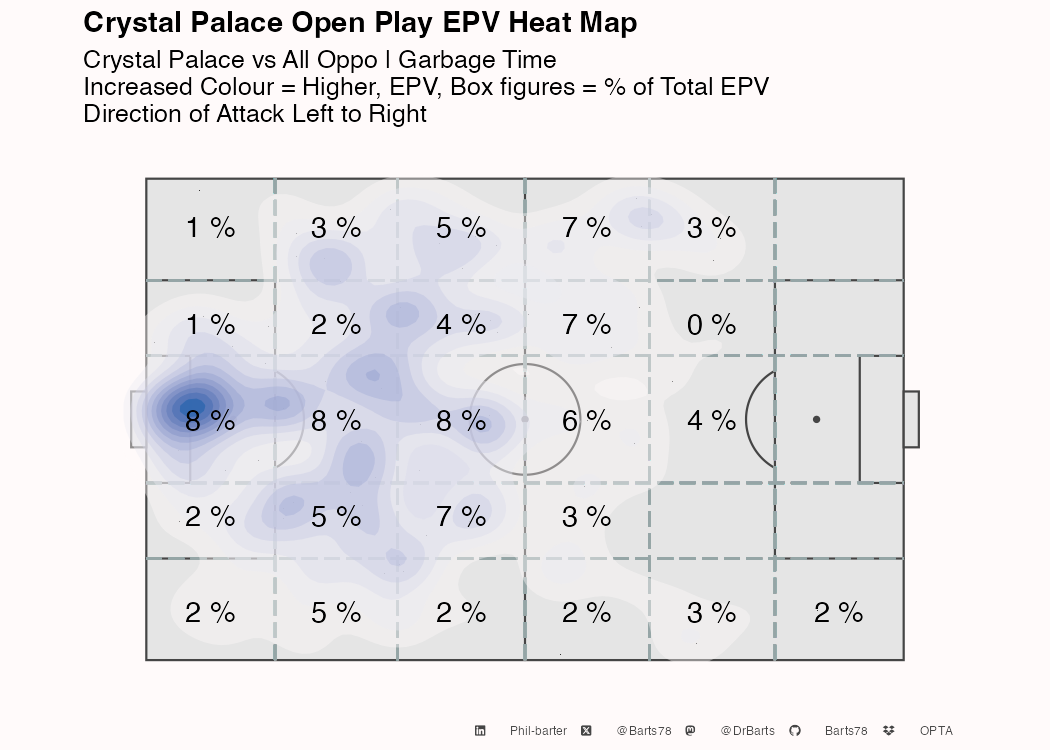 Crystal Palace Open Play EPV Heat Map
Crystal Palace vs All Oppo | Garbage Time
Increased Colour = Higher, EPV, Box figures = % of Total EPV
Direction of Attack Left to Right
1 % 3 % 5 % 7 % 3 %
1 % 2 % 4 % 7 % 0 %
8 % 8 % 8 % 6 % 4 %
2 % 5 % 7 % 3 %
2 % 5 % 2 % 2 % 3 % 2 %
Phil-barter @Barts78 @DrBarts Barts78 OPTA